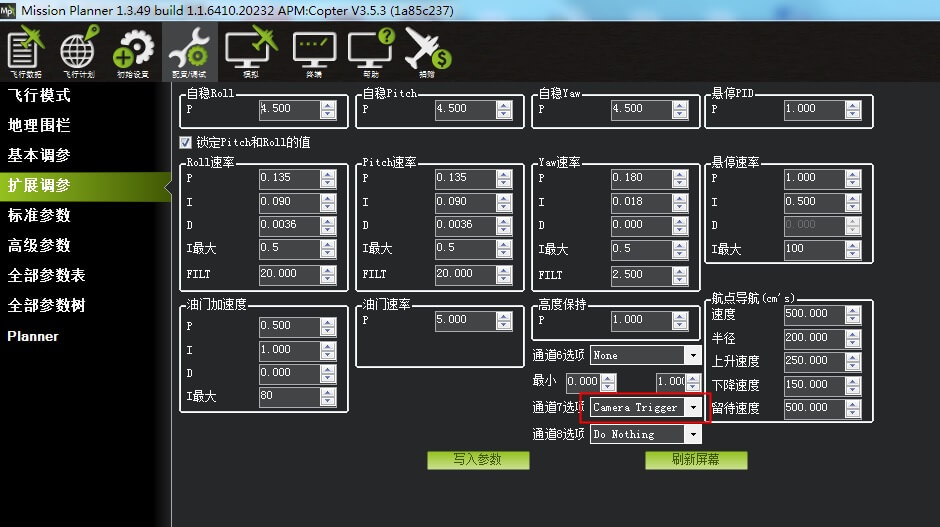 Mission Planner 1.3.49 build 1.1.6410.20232 APM:Copter V3.5.3 (1a85c237)
飞行数据 飞行计划 初始设置 配置/调试 模拟 终端 帮助 捐赠
飞行模式
地理围栏
基本调参
扩展调参
标准参数
高级参数
全部参数表
全部参数树
Planner
自稳Roll
P 4.500
自稳Pitch
P 4.500
自稳Yaw
P 4.500
悬停PID
P 1.000
锁定Pitch和Roll的值
Roll速率
P 0.135
I 0.090
D 0.0036
I最大 0.5
FILT 20.000
Pitch速率
P 0.135
I 0.090
D 0.0036
I最大 0.5
FILT 20.000
Yaw速率
P 0.180
I 0.018
D 0.000
I最大 0.5
FILT 2.500
悬停速率
P 1.000
I 0.500
D 0.000
I最大 100
油门加速度
P 0.500
I 1.000
D 0.000
I最大 80
油门速率
P 5.000
高度保持
P 1.000
通道6选项 None
最小 0.000 1.00
通道7选项 Camera Trigger
通道8选项 Do Nothing
航点导航(cm's)
速度 500.000
半径 200.000
上升速度 250.000
下降速度 150.000
留待速度 500.000
写入参数 刷新屏幕